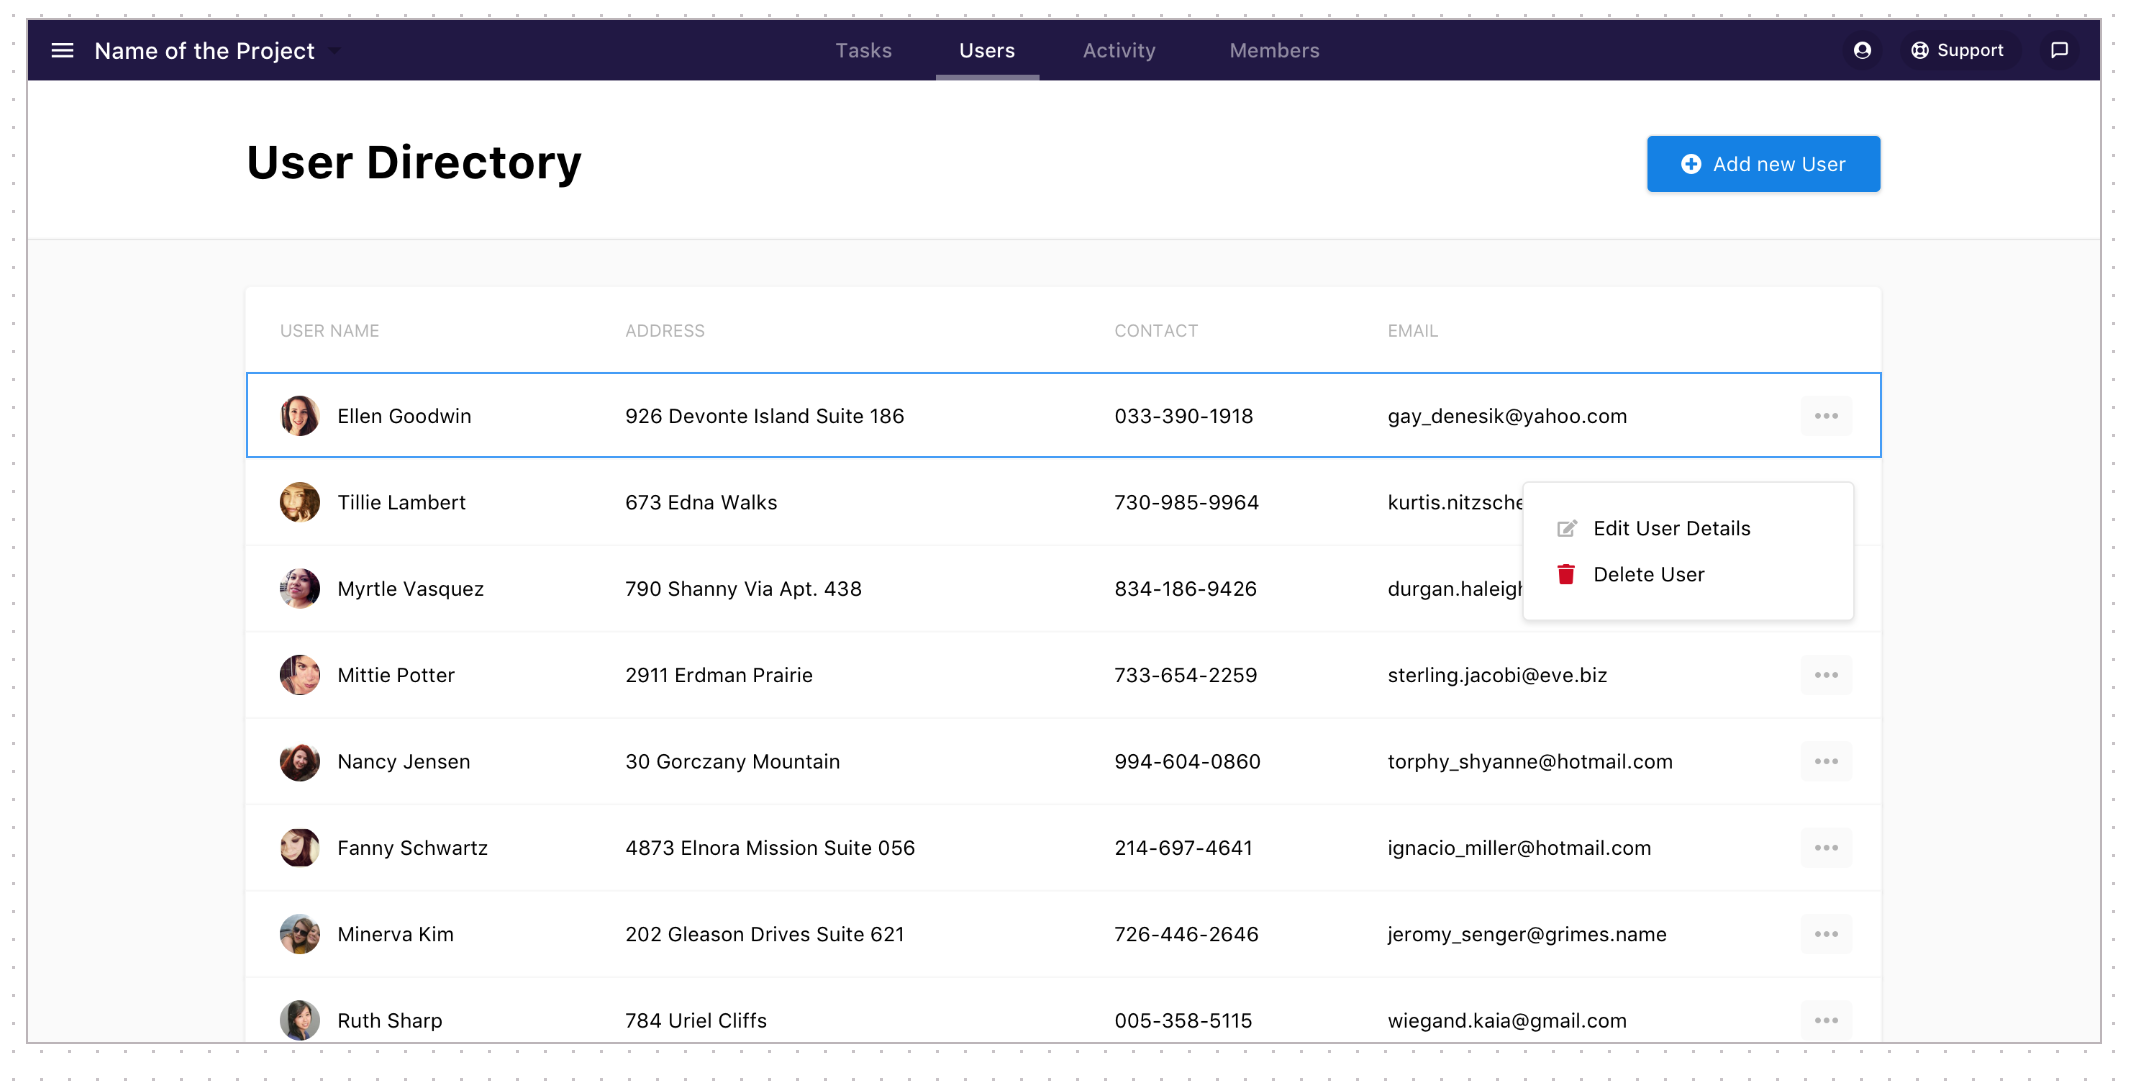 Name of the Project
Tasks Users Activity Members
Support
User Directory
Add new User
USER NAME ADDRESS CONTACT EMAIL
Ellen Goodwin 926 Devonte Island Suite 186 033-390-1918 gay_denesik@yahoo.com
Tillie Lambert 673 Edna Walks 730-985-9964 kurtis.nitzsche
Edit User Details
Delete User
Myrtle Vasquez 790 Shanny Via Apt. 438 834-186-9426 durgan.haleigh
Mittie Potter 2911 Erdman Prairie 733-654-2259 sterling.jacobi@eve.biz
Nancy Jensen 30 Gorczany Mountain 994-604-0860 torphy_shyanne@hotmail.com
Fanny Schwartz 4873 Elnora Mission Suite 056 214-697-4641 ignacio_miller@hotmail.com
Minerva Kim 202 Gleason Drives Suite 621 726-446-2646 jeromy_senger@grimes.name
Ruth Sharp 784 Uriel Cliffs 005-358-5115 wiegand.kaia@gmail.com